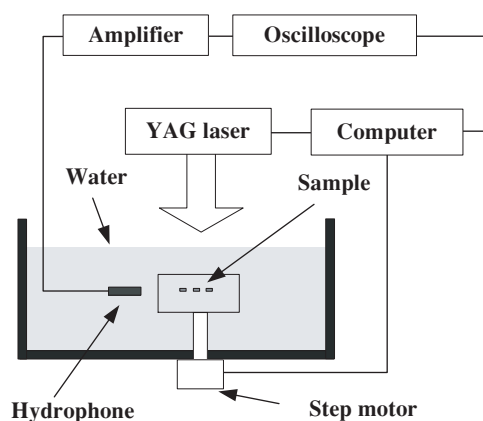 Amplifier
Oscilloscope
YAG laser
Computer
Water
Sample
Hydrophone
Step motor